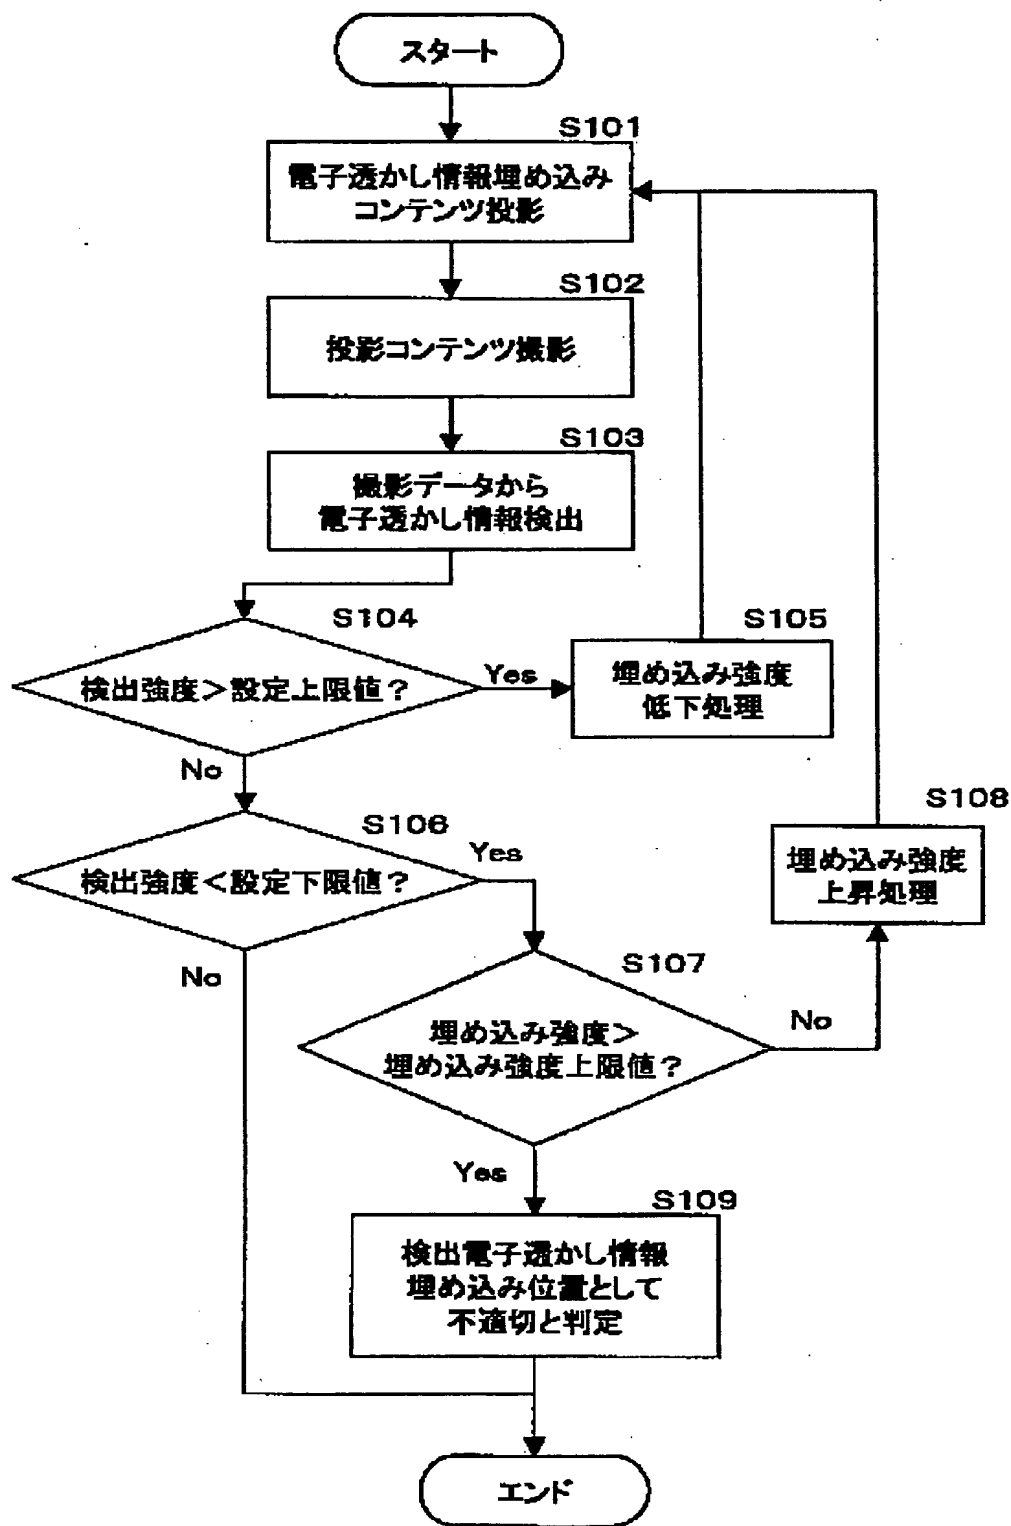 スタート
S101
電子透かし情報埋め込み
コンテンツ投影
S102
投影コンテンツ撮影
S103
撮影データから
電子透かし情報検出
S104
検出強度>設定上限値?
Yes
S105
埋め込み強度
低下処理
No
S106
検出強度<設定下限値?
Yes
S108
埋め込み強度
上昇処理
No
S107
埋め込み強度>
埋め込み強度上限値?
No
Yes
S109
検出電子透かし情報
埋め込み位置として
不適切と判定
エンド